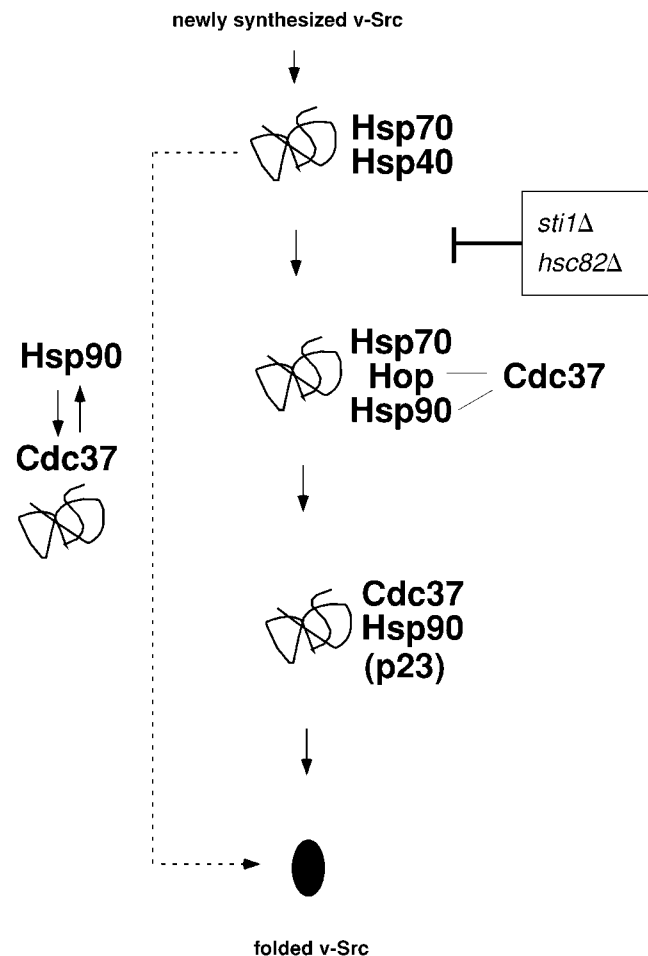 newly synthesized v-Src
Hsp70
Hsp40
sti1Δ
hsc82Δ
Hsp70
Hop
Hsp90
Cdc37
Hsp90
Cdc37
Cdc37
Hsp90
(p23)
folded v-Src